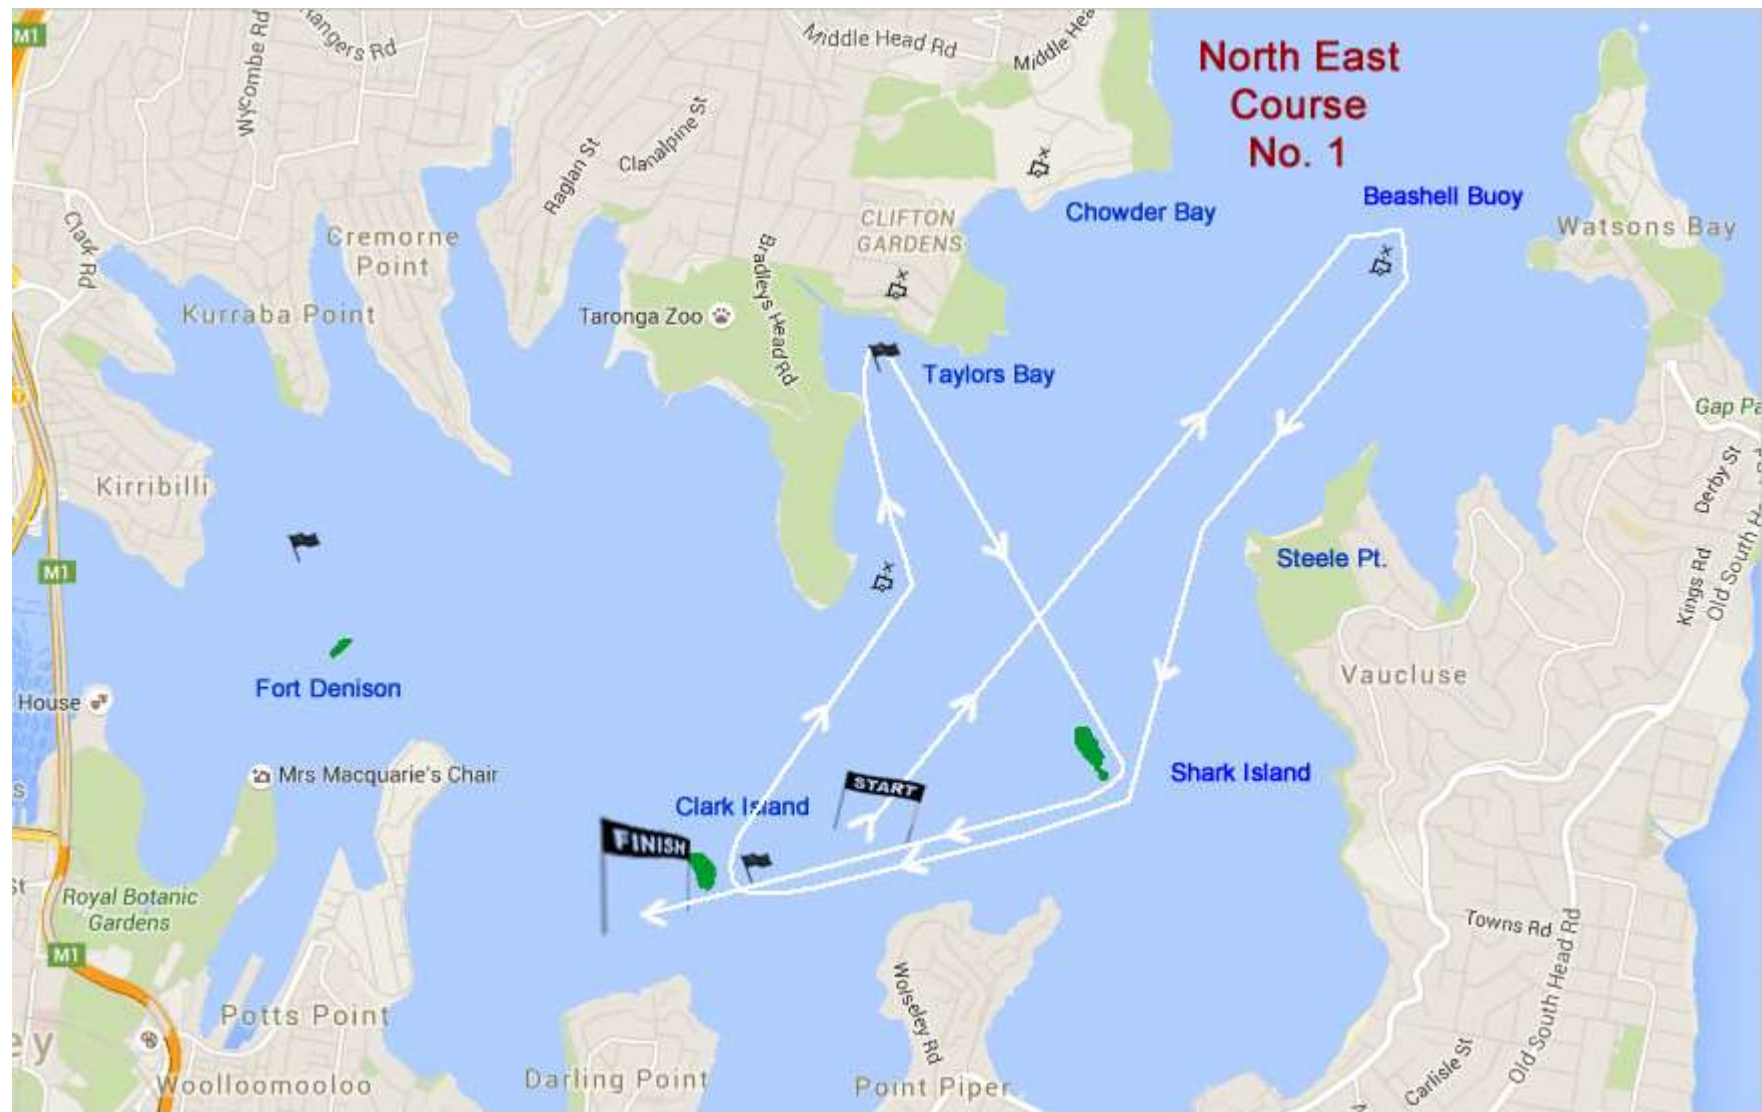 M1
Wycombe Rd
Middle Head Rd
North East
Course
No. 1
Raglan St
Clanalpine St
Clark Rd
Cremorne
Point
CLIFTON
GARDENS
Chowder Bay
Beashell Buoy
Watsons Bay
Kurraba Point
Taronga Zoo
Bradleys Head Rd
Taylors Bay
Gap Pa
Kirribilli
Derby St
M1
Steele Pt.
Kings Rd
Old South H
Fort Denison
House
Vaucluse
Mrs Macquarie's Chair
Clark Island
START
Shark Island
FINISH
Royal Botanic
Gardens
M1
Towns Rd
Wolseley Rd
Old South Head Rd
Potts Point
ey
Carlisle St
Woolloomooloo
Darling Point
Point Piper